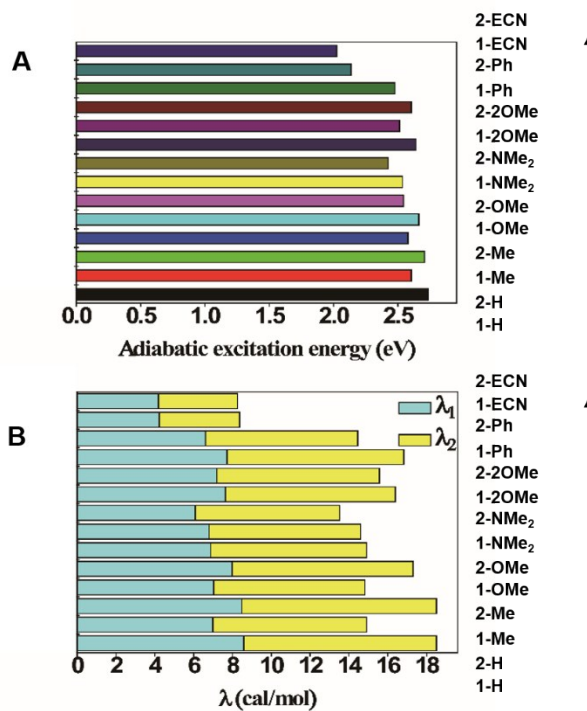 A
2-ECN
1-ECN
2-Ph
1-Ph
2-2OMe
1-2OMe
2-NMe₂
1-NMe₂
2-OMe
1-OMe
2-Me
1-Me
2-H
1-H
0.0 0.5 1.0 1.5 2.0 2.5
Adiabatic excitation energy (eV)
B
λ₁
λ₂
2-ECN
1-ECN
2-Ph
1-Ph
2-2OMe
1-2OMe
2-NMe₂
1-NMe₂
2-OMe
1-OMe
2-Me
1-Me
2-H
1-H
0 2 4 6 8 10 12 14 16 18
λ (cal/mol)